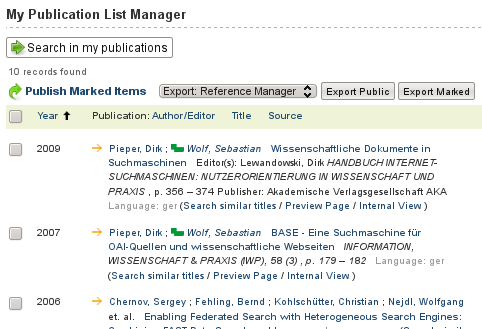 My Publication List Manager
Search in my publications
10 records found
Publish Marked Items Export: Reference Manager Export Public Export Marked
Year Publication: Author/Editor Title Source
2009 Pieper, Dirk ; Wolf, Sebastian Wissenschaftliche Dokumente in
Suchmaschinen Editor(s): Lewandowski, Dirk HANDBUCH INTERNET-
SUCHMASCHINEN: NUTZERORIENTIERUNG IN WISSENSCHAFT UND
PRAXIS , p. 356 – 374 Publisher: Akademische Verlagsgesellschaft AKA
Language: ger (Search similar titles / Preview Page / Internal View )
2007 Pieper, Dirk ; Wolf, Sebastian BASE - Eine Suchmaschine für
OAI-Quellen und wissenschaftliche Webseiten INFORMATION,
WISSENSCHAFT & PRAXIS (IWP), 58 (3) , p. 179 – 182 Language: ger
(Search similar titles / Preview Page / Internal View )
2006 Chernov, Sergey ; Fehling, Bernd ; Kohlschütter, Christian ; Nejdl, Wolfgang
et. al. Enabling Federated Search with Heterogeneous Search Engines: